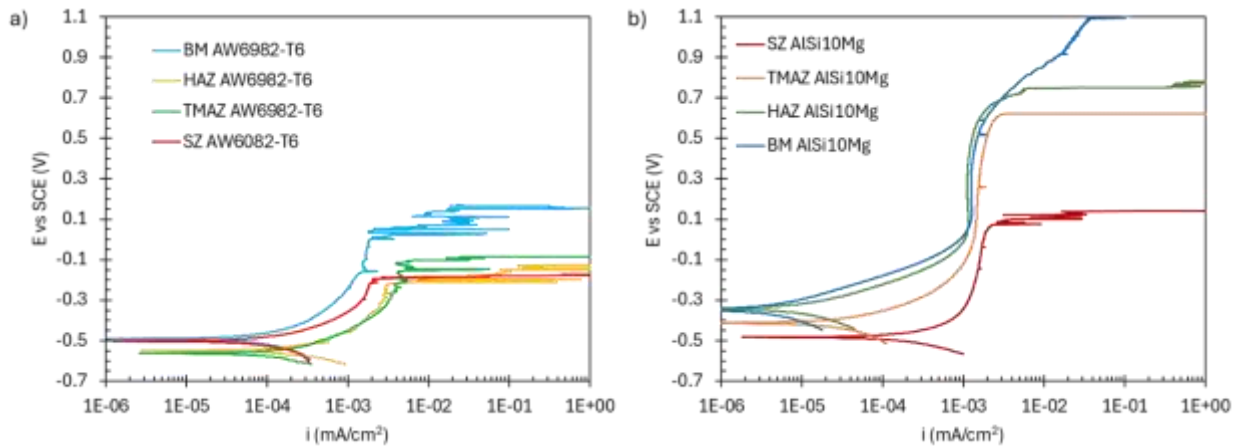 a)
1.1
0.9
0.7
0.5
0.3
0.1
-0.1
-0.3
-0.5
-0.7
E vs SCE (V)
BM AW6982-T6
HAZ AW6982-T6
TMAZ AW6982-T6
SZ AW6082-T6
1E-06 1E-05 1E-04 1E-03 1E-02 1E-01 1E+00
i (mA/cm²)
b)
1.1
0.9
0.7
0.5
0.3
0.1
-0.1
-0.3
-0.5
-0.7
E vs SCE (V)
SZ AlSi10Mg
TMAZ AlSi10Mg
HAZ AlSi10Mg
BM AlSi10Mg
1E-06 1E-05 1E-04 1E-03 1E-02 1E-01 1E+00
i (mA/cm²)